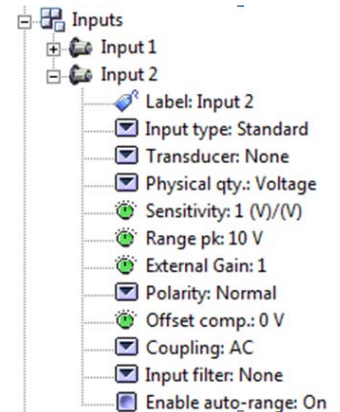 Inputs
Input 1
Input 2
Label: Input 2
Input type: Standard
Transducer: None
Physical qty.: Voltage
Sensitivity: 1 (V)/(V)
Range pk: 10 V
External Gain: 1
Polarity: Normal
Offset comp.: 0 V
Coupling: AC
Input filter: None
Enable auto-range: On